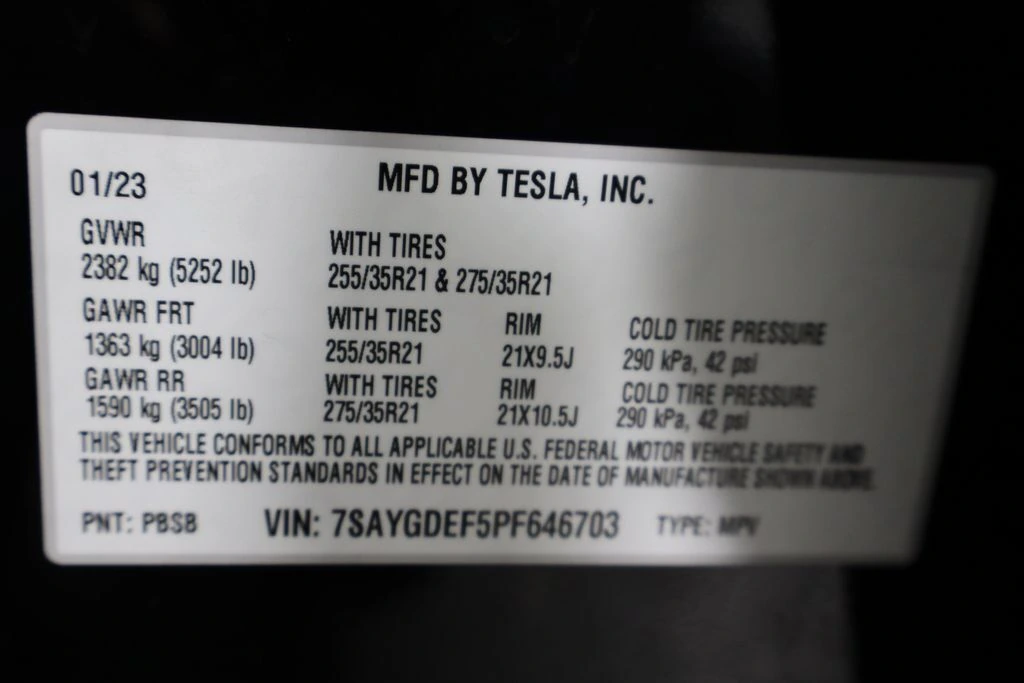 01/23 MFD BY TESLA, INC.
GVWR WITH TIRES
2382 kg (5252 lb) 255/35R21 & 275/35R21
GAWR FRT WITH TIRES RIM COLD TIRE PRESSURE
1363 kg (3004 lb) 255/35R21 21X9.5J 290 kPa, 42 psi
GAWR RR WITH TIRES RIM COLD TIRE PRESSURE
1590 kg (3505 lb) 275/35R21 21X10.5J 290 kPa, 42 psi
THIS VEHICLE CONFORMS TO ALL APPLICABLE U.S. FEDERAL MOTOR VEHICLE SAFETY AND
THEFT PREVENTION STANDARDS IN EFFECT ON THE DATE OF MANUFACTURE SHOWN ABOVE.
PNT: PBSB VIN: 7SAYGDEF5PF646703 TYPE: MPV